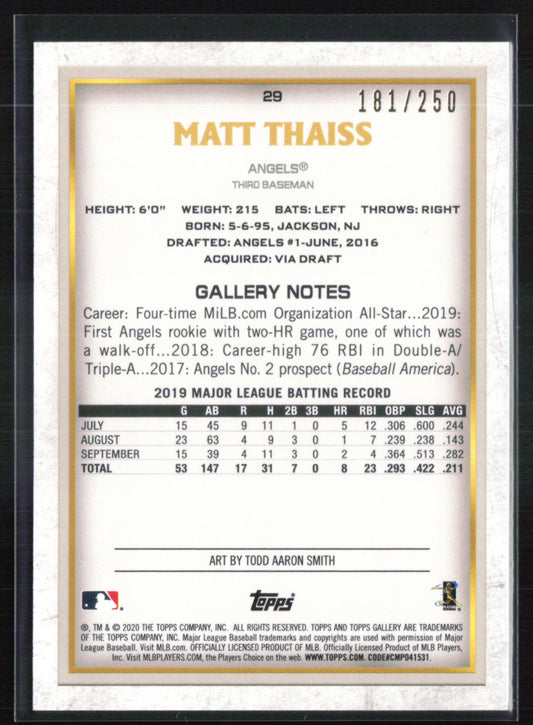 29
181/250
MATT THAISS
ANGELS®
THIRD BASEMAN
HEIGHT: 6'0" WEIGHT: 215 BATS: LEFT THROWS: RIGHT
BORN: 5-6-95, JACKSON, NJ
DRAFTED: ANGELS #1-JUNE, 2016
ACQUIRED: VIA DRAFT
GALLERY NOTES
Career: Four-time MiLB.com Organization All-Star...2019:
First Angels rookie with two-HR game, one of which was
a walk-off...2018: Career-high 76 RBI in Double-A/
Triple-A...2017: Angels No. 2 prospect (Baseball America).
2019 MAJOR LEAGUE BATTING RECORD
G AB R H 2B 3B HR RBI OBP SLG AVG
JULY 15 45 9 11 1 0 5 12 .306 .600 .244
AUGUST 23 63 4 9 3 0 1 7 .239 .238 .143
SEPTEMBER 15 39 4 11 3 0 2 4 .364 .513 .282
TOTAL 53 147 17 31 7 0 8 23 .293 .422 .211
ART BY TODD AARON SMITH
Topps
®, TM & © 2020 THE TOPPS COMPANY, INC. ALL RIGHTS RESERVED. TOPPS AND TOPPS GALLERY ARE TRADEMARKS
OF THE TOPPS COMPANY, INC. Major League Baseball trademarks and copyrights are used with permission of Major
League Baseball. Visit MLB.com. OFFICIALLY LICENSED PRODUCT OF MLB. Officially Licensed Product of MLB Players,
Inc. Visit MLBPLAYERS.COM, the Players Choice on the web. WWW.TOPPS.COM. CODE#CMP041531.